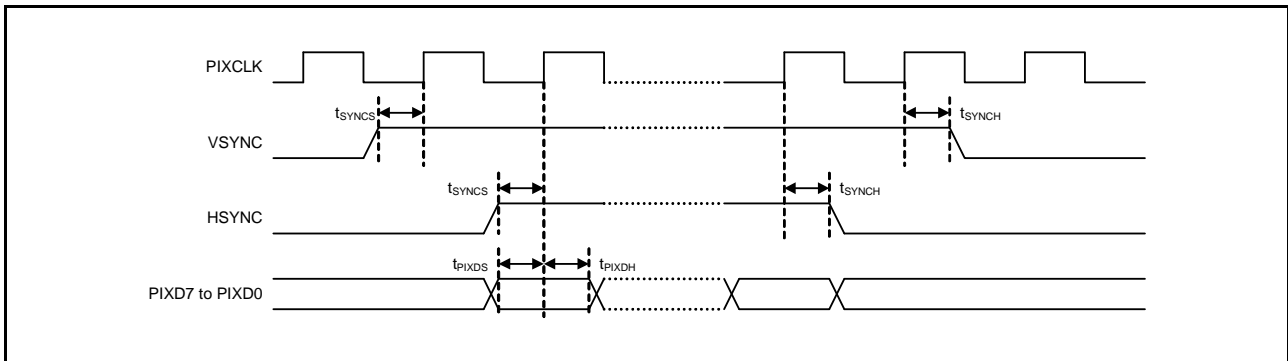 PIXCLK
tSYNCS tSYNCH
VSYNC
tSYNCS tSYNCH
HSYNC
tPIXDS tPIXDH
PIXD7 to PIXD0